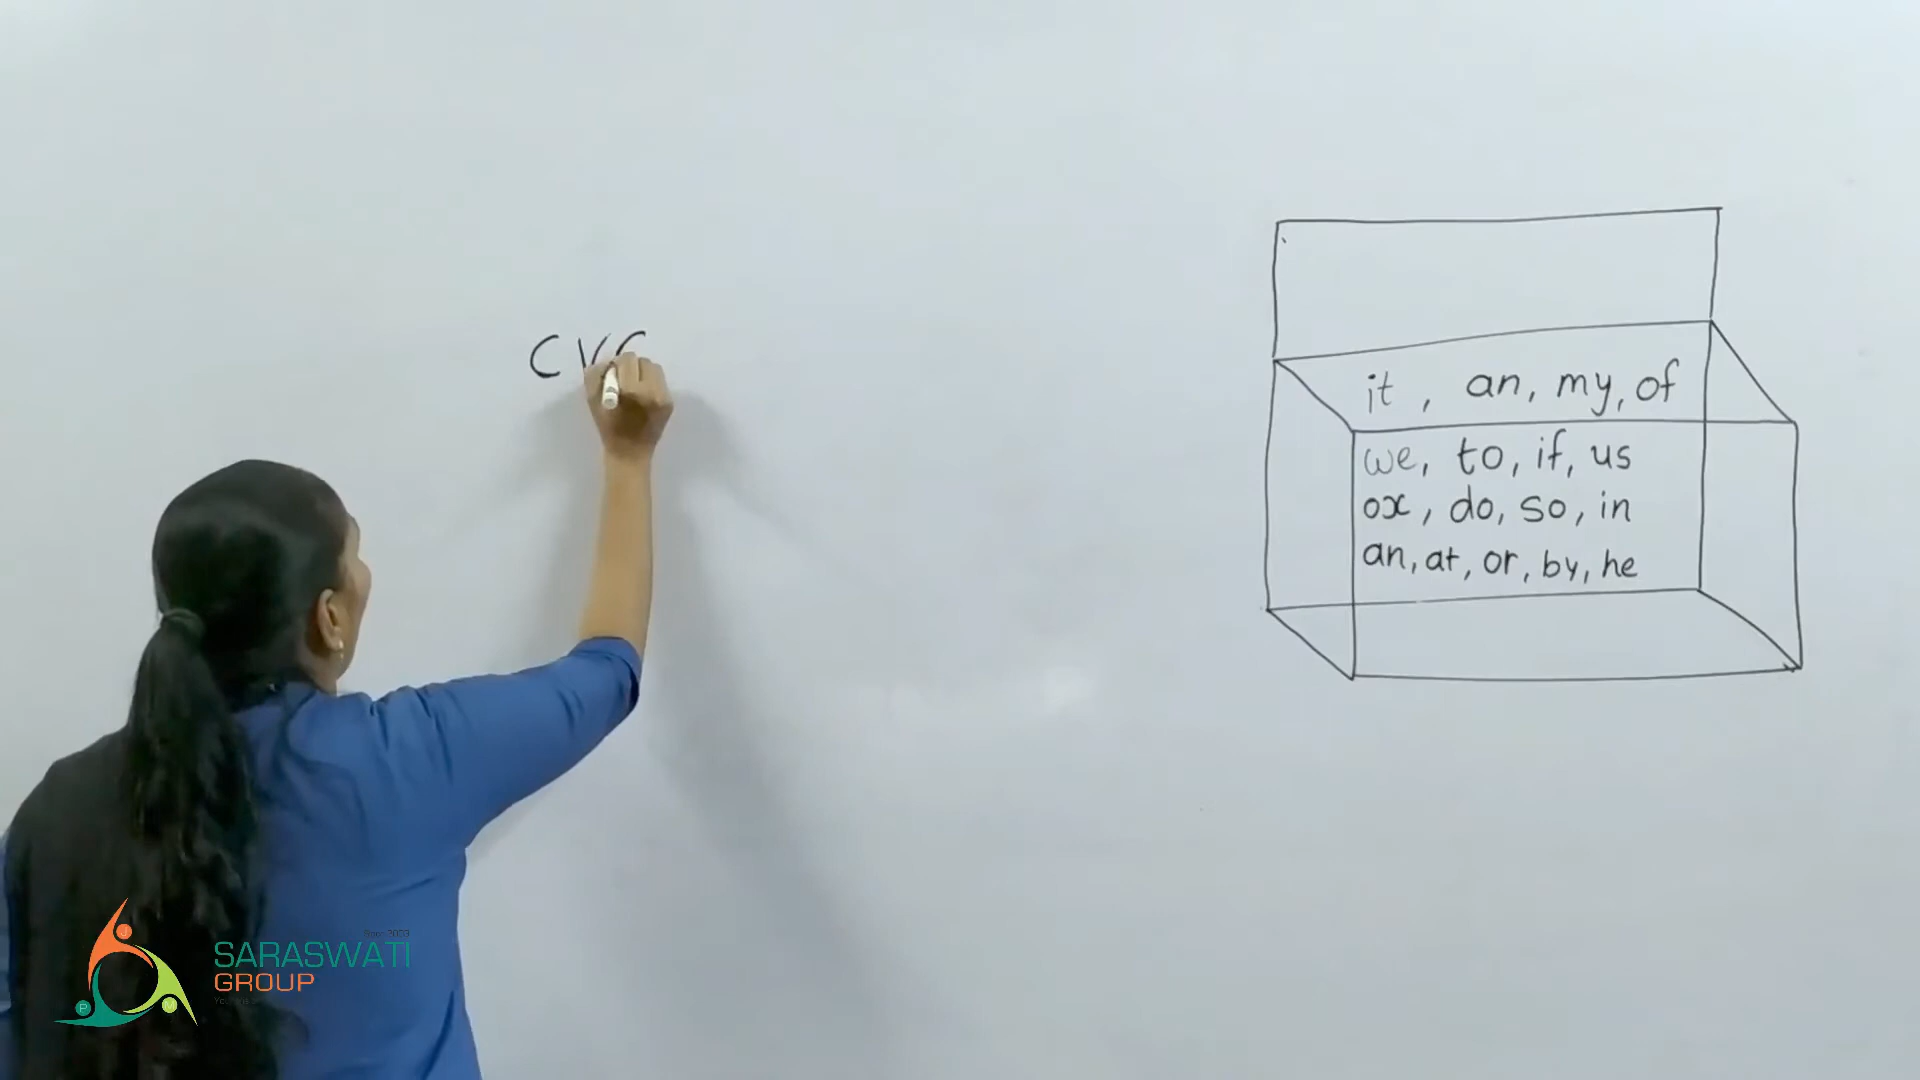 CVC
it, an, my, of
we, to, if, us
ox, do, so, in
an, at, or, by, he
SARASWATI
GROUP